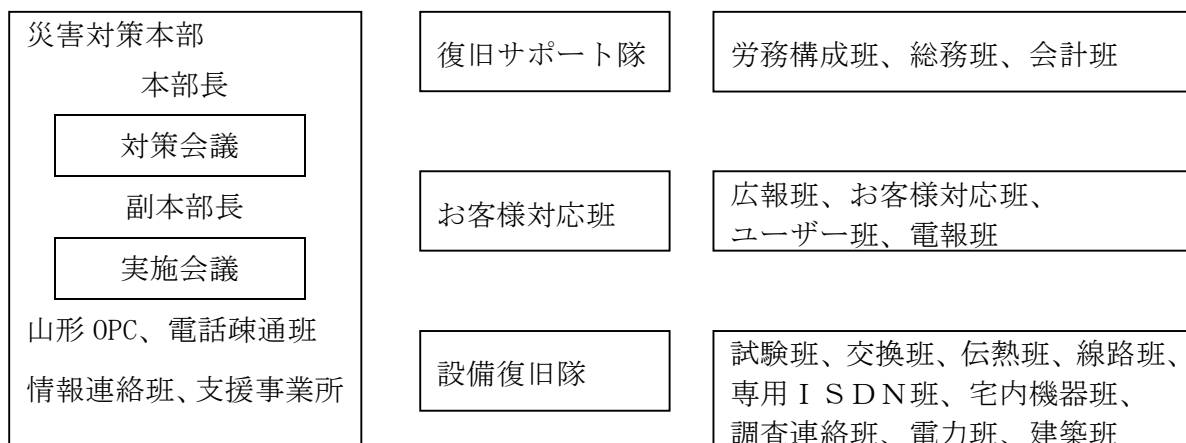 災害対策本部
本部長
対策会議
副本部長
実施会議
山形 OPC、電話疎通班
情報連絡班、支援事業所
復旧サポート隊
労務構成班、総務班、会計班
お客様対応班
広報班、お客様対応班、
ユーザー班、電報班
設備復旧隊
試験班、交換班、伝熱班、線路班、
専用ＩＳＤＮ班、宅内機器班、
調査連絡班、電力班、建築班